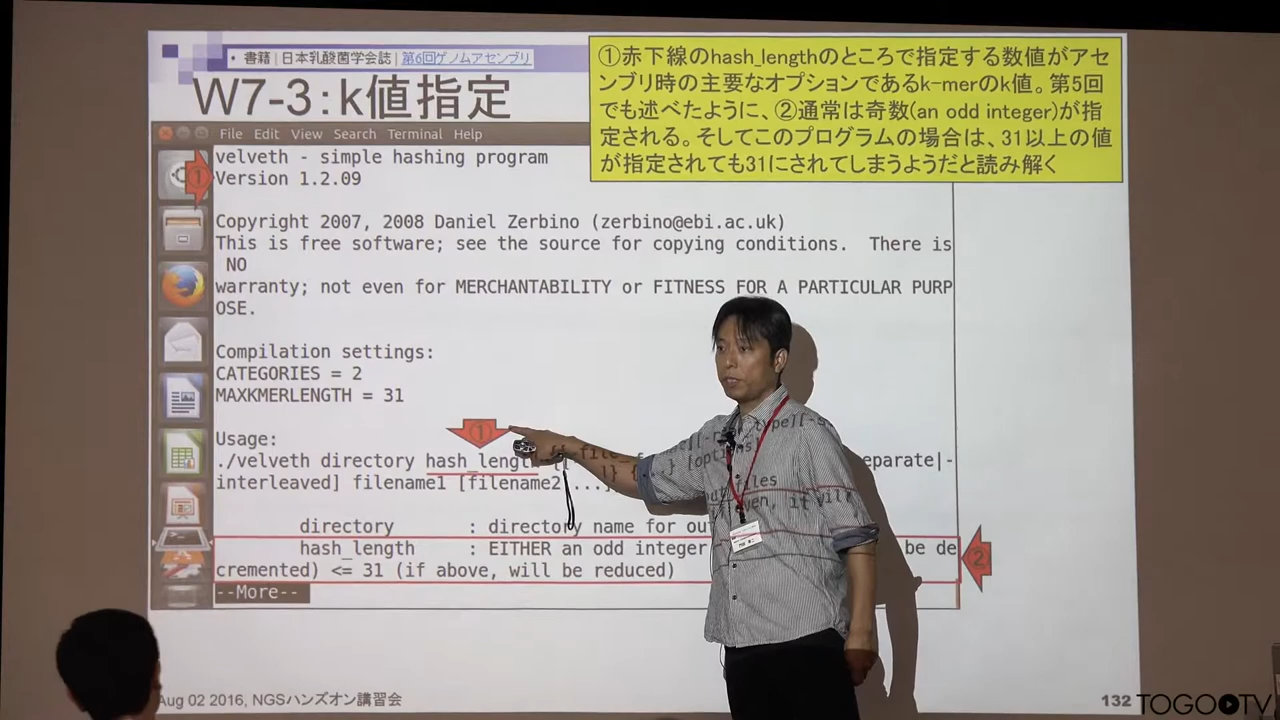 ・ 書籍 | 日本乳酸菌学会誌 | 第6回ゲノムアセンブリ
W7-3：k値指定
①赤下線のhash_lengthのところで指定する数値がアセ
ンブリ時の主要なオプションであるk-merのk値。第5回
でも述べたように、②通常は奇数(an odd integer)が指
定される。そしてこのプログラムの場合は、31以上の値
が指定されても31にされてしまうようだと読み解く
File Edit View Search Terminal Help
velveth - simple hashing program
①
Version 1.2.09
Copyright 2007, 2008 Daniel Zerbino (zerbino@ebi.ac.uk)
This is free software; see the source for copying conditions.  There is
NO
warranty; not even for MERCHANTABILITY or FITNESS FOR A PARTICULAR PURP
OSE.
Compilation settings:
CATEGORIES = 2
MAXKMERLENGTH = 31
①
Usage:
./velveth directory hash_length {[-file_ type][-s eparate|-
interleaved] filename1 [filename2 ...] {...} [options]
directory : directory name for output files
hash_length : EITHER an odd integer even, it will be de
②
cremented) <= 31 (if above, will be reduced)
--More--
Aug 02 2016, NGSハンズオン講習会
132
TOGOTV